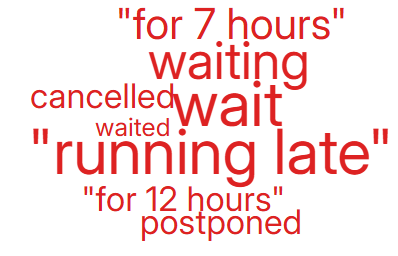 "for 7 hours"
waiting
cancelled
wait
waited
"running late"
"for 12 hours"
postponed